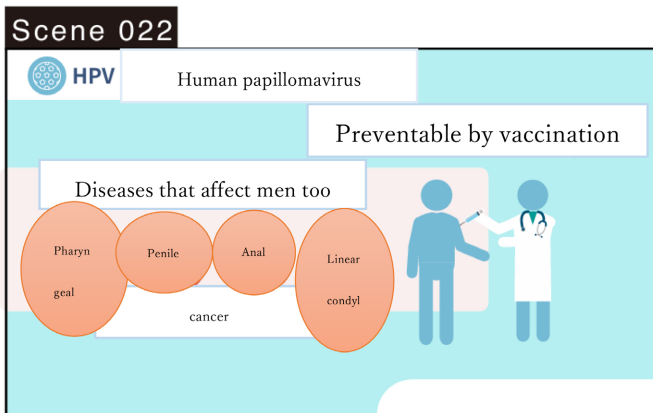 Scene 022
HPV
Human papillomavirus
Preventable by vaccination
Diseases that affect men too
Pharyn
geal
Penile
Anal
Linear
condyl
cancer